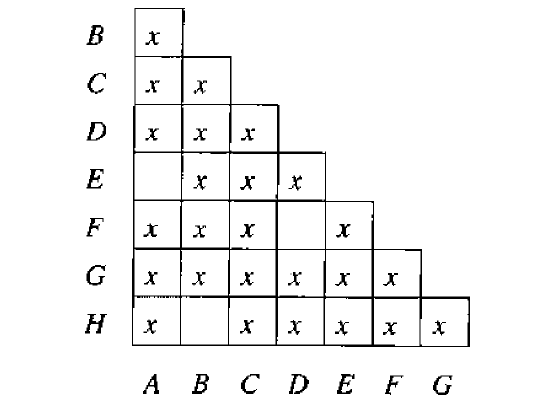 B x
C x x
D x x x
E x x x
F x x x x
G x x x x x x
H x x x x x x
A B C D E F G